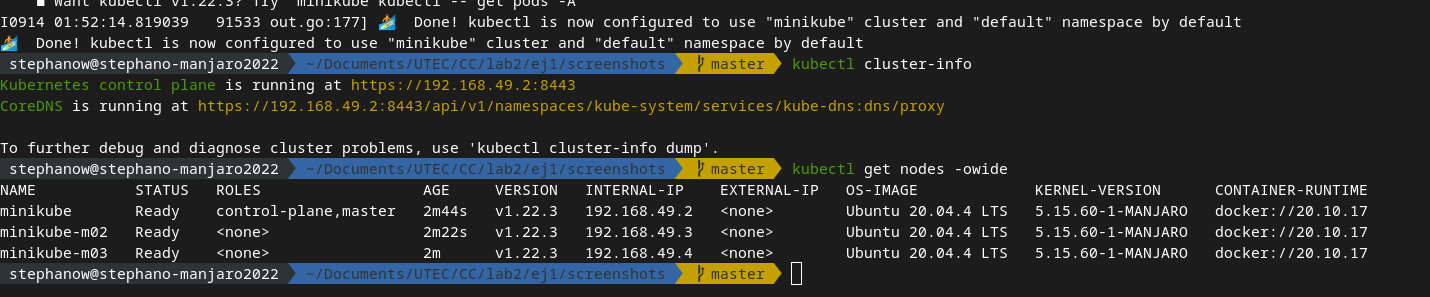 ■ Want kubectl v1.22.3? Try 'minikube kubectl -- get pods -A'
I0914 01:52:14.819039   91533 out.go:177] 🏄  Done! kubectl is now configured to use "minikube" cluster and "default" namespace by default
🏄  Done! kubectl is now configured to use "minikube" cluster and "default" namespace by default
stephanow@stephano-manjaro2022  ~/Documents/UTEC/CC/lab2/ej1/screenshots  master  kubectl cluster-info
Kubernetes control plane is running at https://192.168.49.2:8443
CoreDNS is running at https://192.168.49.2:8443/api/v1/namespaces/kube-system/services/kube-dns:dns/proxy
To further debug and diagnose cluster problems, use 'kubectl cluster-info dump'.
stephanow@stephano-manjaro2022  ~/Documents/UTEC/CC/lab2/ej1/screenshots  master  kubectl get nodes -owide
NAME           STATUS   ROLES                  AGE     VERSION   INTERNAL-IP    EXTERNAL-IP   OS-IMAGE             KERNEL-VERSION      CONTAINER-RUNTIME
minikube       Ready    control-plane,master   2m44s   v1.22.3   192.168.49.2   <none>        Ubuntu 20.04.4 LTS   5.15.60-1-MANJARO   docker://20.10.17
minikube-m02   Ready    <none>                 2m22s   v1.22.3   192.168.49.3   <none>        Ubuntu 20.04.4 LTS   5.15.60-1-MANJARO   docker://20.10.17
minikube-m03   Ready    <none>                 2m      v1.22.3   192.168.49.4   <none>        Ubuntu 20.04.4 LTS   5.15.60-1-MANJARO   docker://20.10.17
stephanow@stephano-manjaro2022  ~/Documents/UTEC/CC/lab2/ej1/screenshots  master